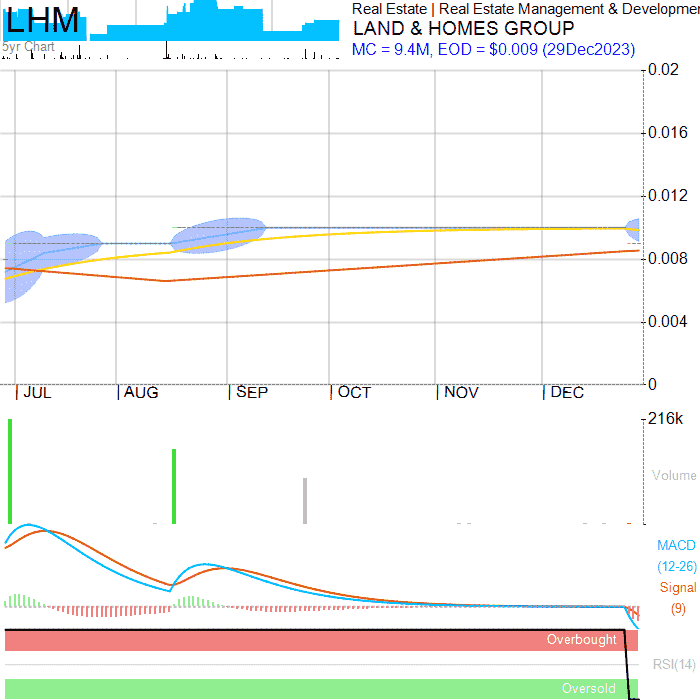 LHM
5yr Chart
Real Estate | Real Estate Management & Developmen
LAND & HOMES GROUP
MC = 9.4M, EOD = $0.009 (29Dec2023)
0.02
0.016
0.012
0.008
0.004
0
JUL AUG SEP OCT NOV DEC
216k
Volume
MACD
(12-26)
Signal
(9)
Overbought
RSI(14)
Oversold